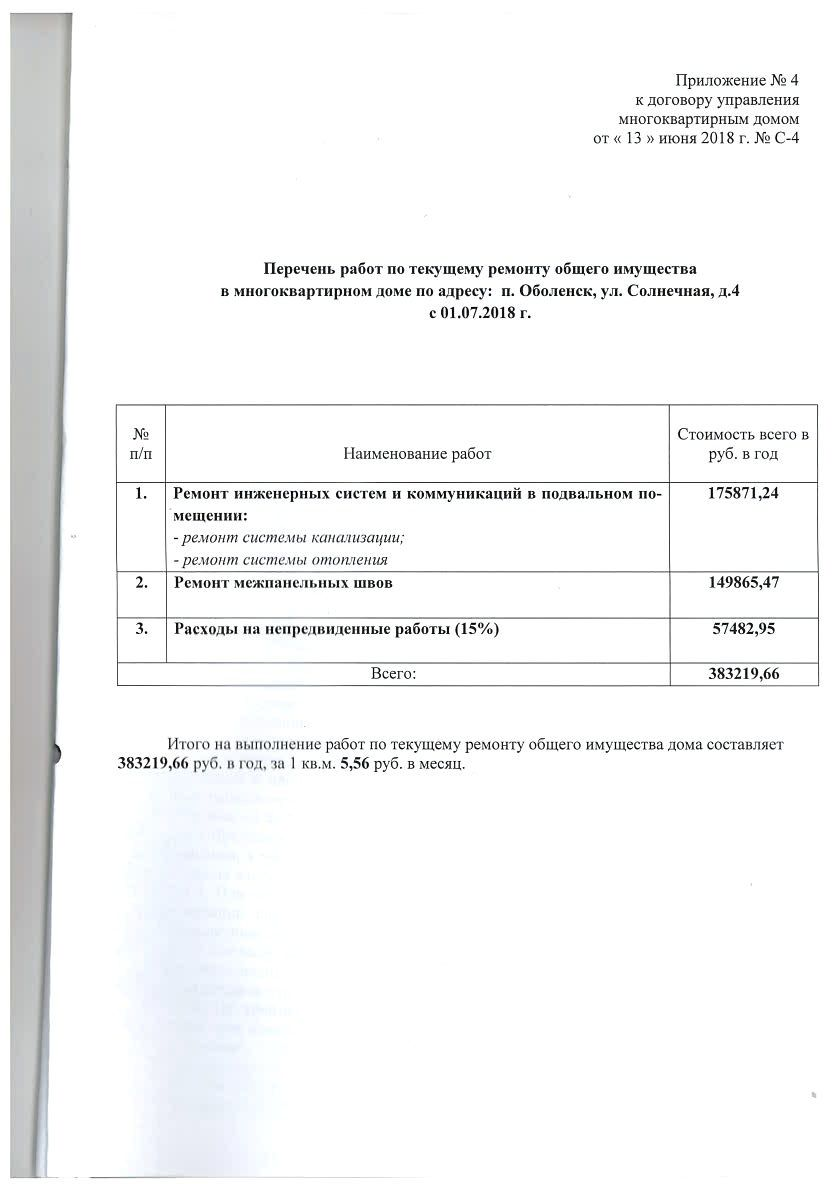 Приложение № 4
к договору управления
многоквартирным домом
от « 13 » июня 2018 г. № С-4
Перечень работ по текущему ремонту общего имущества
в многоквартирном доме по адресу: п. Оболенск, ул. Солнечная, д.4
с 01.07.2018 г.
№
п/п
Наименование работ
Стоимость всего в
руб. в год
1.
Ремонт инженерных систем и коммуникаций в подвальном по-
мещении:
- ремонт системы канализации;
- ремонт системы отопления
175871,24
2.
Ремонт межпанельных швов
149865,47
3.
Расходы на непредвиденные работы (15%)
57482,95
Всего:
383219,66
Итого на выполнение работ по текущему ремонту общего имущества дома составляет
383219,66 руб. в год, за 1 кв.м. 5,56 руб. в месяц.